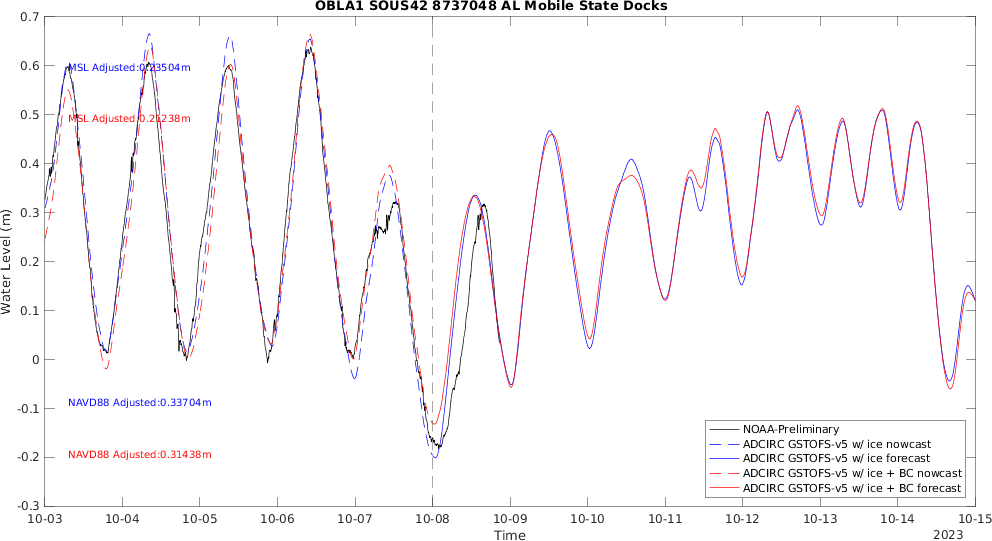 OBLA1 SOUS42 8737048 AL Mobile State Docks
0.7
0.6
0.5
0.4
0.3
0.2
0.1
0
-0.1
-0.2
-0.3
Water Level (m)
MSL Adjusted:0.23504m
MSL Adjusted:0.21238m
NAVD88 Adjusted:0.33704m
NAVD88 Adjusted:0.31438m
NOAA-Preliminary
ADCIRC GSTOFS-v5 w/ ice nowcast
ADCIRC GSTOFS-v5 w/ ice forecast
ADCIRC GSTOFS-v5 w/ ice + BC nowcast
ADCIRC GSTOFS-v5 w/ ice + BC forecast
10-03 10-04 10-05 10-06 10-07 10-08 10-09 10-10 10-11 10-12 10-13 10-14 10-15
Time
2023